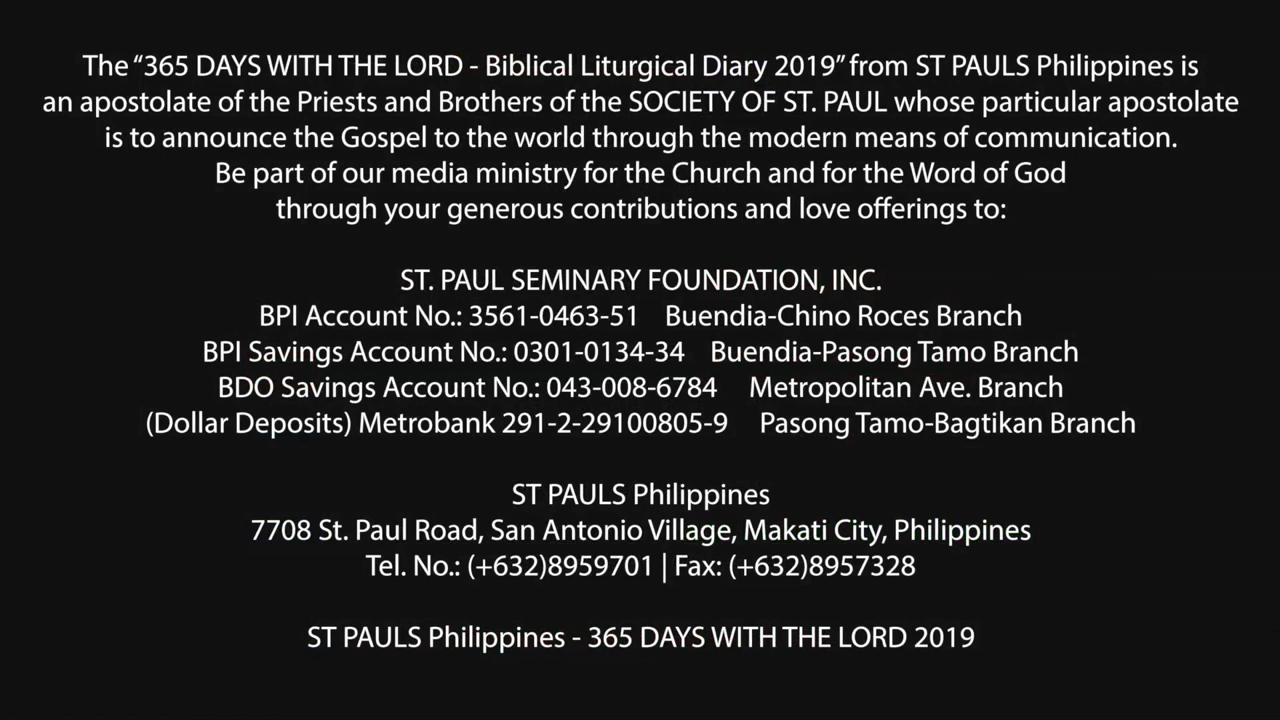 The “365 DAYS WITH THE LORD - Biblical Liturgical Diary 2019” from ST PAULS Philippines is
an apostolate of the Priests and Brothers of the SOCIETY OF ST. PAUL whose particular apostolate
is to announce the Gospel to the world through the modern means of communication.
Be part of our media ministry for the Church and for the Word of God
through your generous contributions and love offerings to:
ST. PAUL SEMINARY FOUNDATION, INC.
BPI Account No.: 3561-0463-51 Buendia-Chino Roces Branch
BPI Savings Account No.: 0301-0134-34 Buendia-Pasong Tamo Branch
BDO Savings Account No.: 043-008-6784 Metropolitan Ave. Branch
(Dollar Deposits) Metrobank 291-2-29100805-9 Pasong Tamo-Bagtikan Branch
ST PAULS Philippines
7708 St. Paul Road, San Antonio Village, Makati City, Philippines
Tel. No.: (+632)8959701 | Fax: (+632)8957328
ST PAULS Philippines - 365 DAYS WITH THE LORD 2019